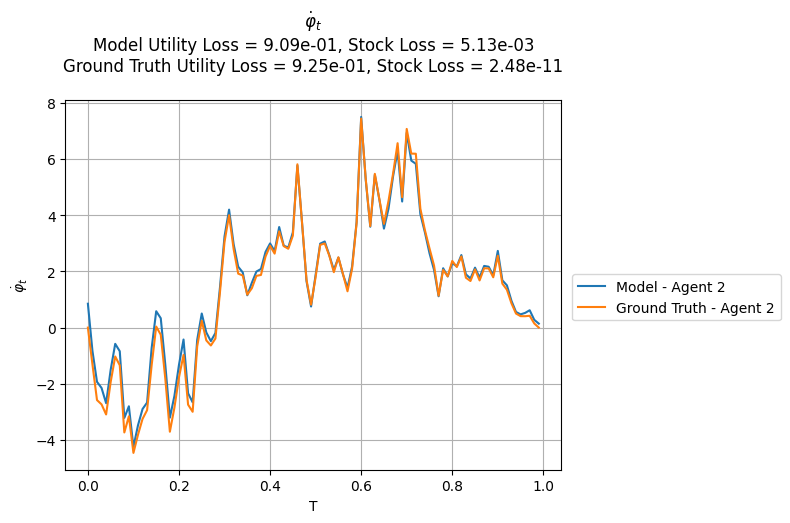 φ̇ₜ
Model Utility Loss = 9.09e-01, Stock Loss = 5.13e-03
Ground Truth Utility Loss = 9.25e-01, Stock Loss = 2.48e-11
8
6
4
2
0
−2
−4
φ̇ₜ
0.0 0.2 0.4 0.6 0.8 1.0
T
Model - Agent 2
Ground Truth - Agent 2